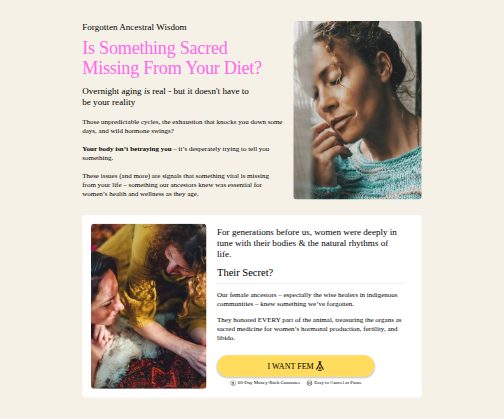 Forgotten Ancestral Wisdom
Is Something Sacred
Missing From Your Diet?
Overnight aging is real - but it doesn't have to
be your reality
Those unpredictable cycles, the exhaustion that knocks you down some
days, and wild hormone swings?
Your body isn't betraying you – it's desperately trying to tell you
something.
These issues (and more) are signals that something vital is missing
from your life – something our ancestors knew was essential for
women's health and wellness as they age.
For generations before us, women were deeply in
tune with their bodies & the natural rhythms of
life.
Their Secret?
Our female ancestors – especially the wise healers in indigenous
communities – knew something we've forgotten.
They honored EVERY part of the animal, treasuring the organs as
sacred medicine for women's hormonal production, fertility, and
libido.
I WANT FEM
60-Day Money-Back Guarantee Easy to Cancel or Pause